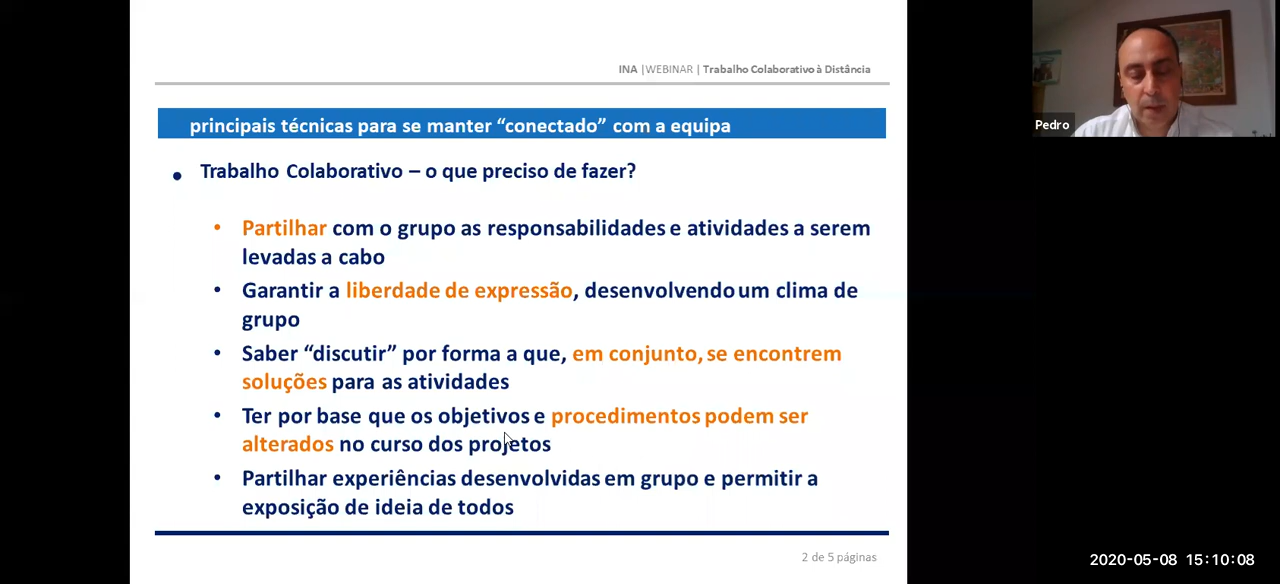 INA |WEBINAR | Trabalho Colaborativo à Distância
principais técnicas para se manter “conectado” com a equipa
• Trabalho Colaborativo – o que preciso de fazer?
• Partilhar com o grupo as responsabilidades e atividades a serem
levadas a cabo
• Garantir a liberdade de expressão, desenvolvendo um clima de
grupo
• Saber “discutir” por forma a que, em conjunto, se encontrem
soluções para as atividades
• Ter por base que os objetivos e procedimentos podem ser
alterados no curso dos projetos
• Partilhar experiências desenvolvidas em grupo e permitir a
exposição de ideia de todos
2 de 5 páginas
Pedro
2020-05-08 15:10:08